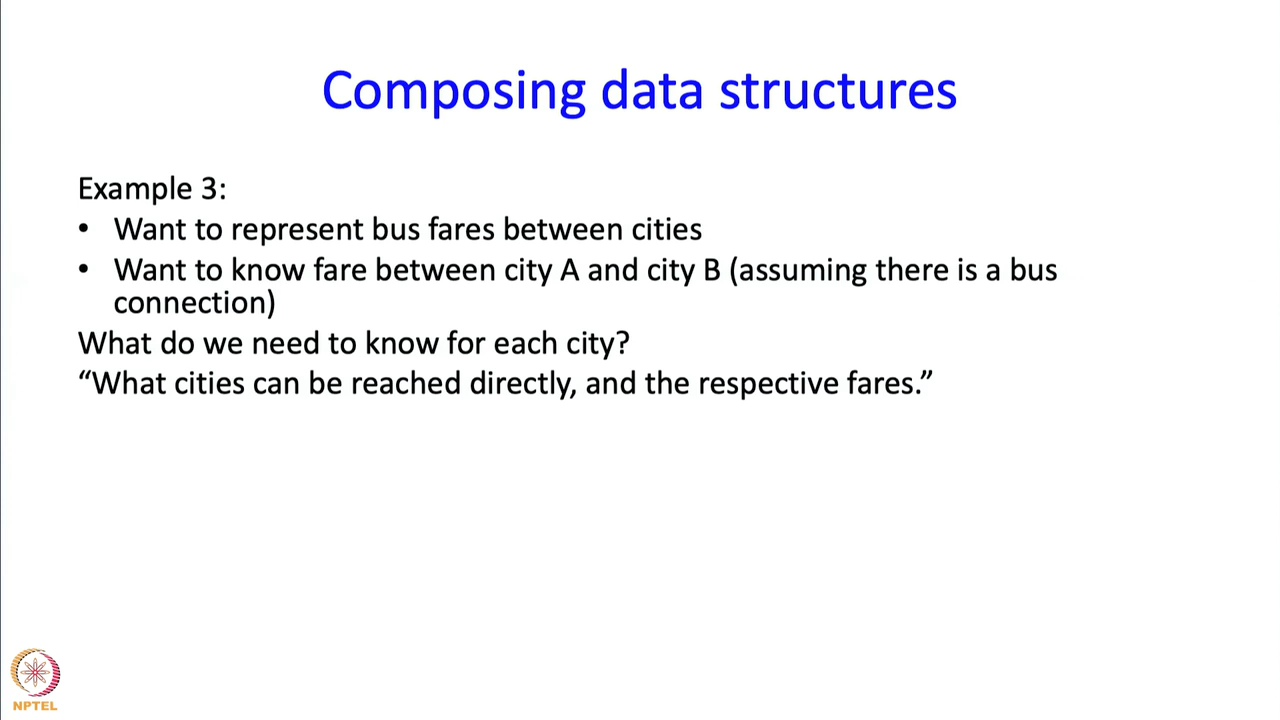 Composing data structures
Example 3:
• Want to represent bus fares between cities
• Want to know fare between city A and city B (assuming there is a bus
connection)
What do we need to know for each city?
“What cities can be reached directly, and the respective fares.”
NPTEL